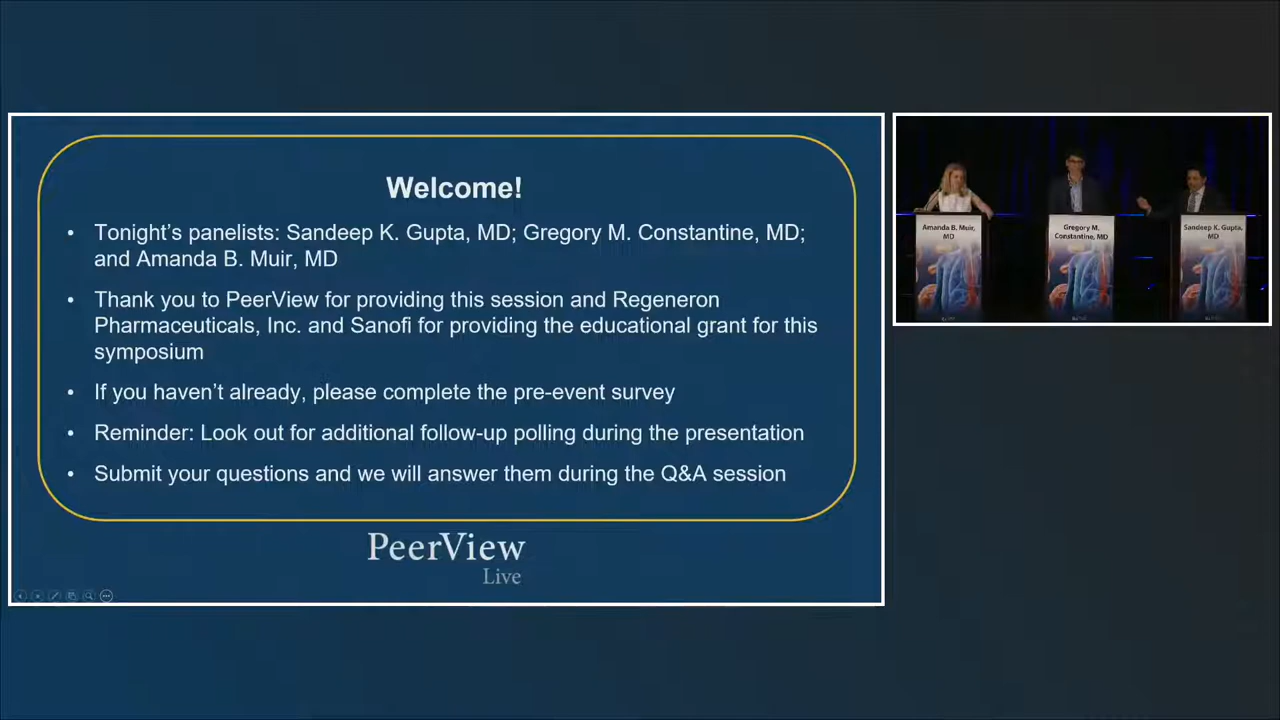 Welcome!
• Tonight's panelists: Sandeep K. Gupta, MD; Gregory M. Constantine, MD;
and Amanda B. Muir, MD
• Thank you to PeerView for providing this session and Regeneron
Pharmaceuticals, Inc. and Sanofi for providing the educational grant for this
symposium
• If you haven't already, please complete the pre-event survey
• Reminder: Look out for additional follow-up polling during the presentation
• Submit your questions and we will answer them during the Q&A session
PeerView
Live
Amanda B. Muir,
MD
Gregory M.
Constantine, MD
Sandeep K. Gupta,
MD